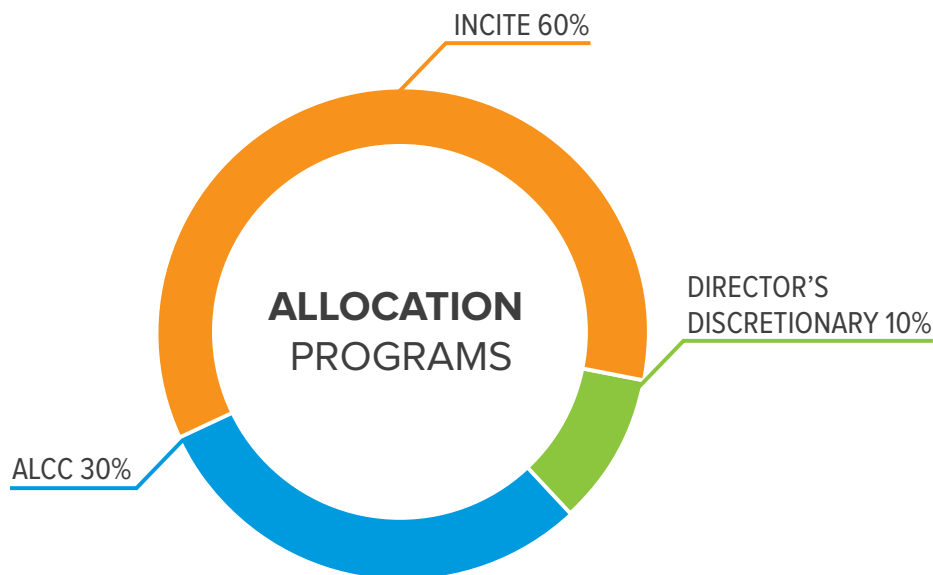 INCITE 60%
ALLOCATION
PROGRAMS
DIRECTOR’S
DISCRETIONARY 10%
ALCC 30%